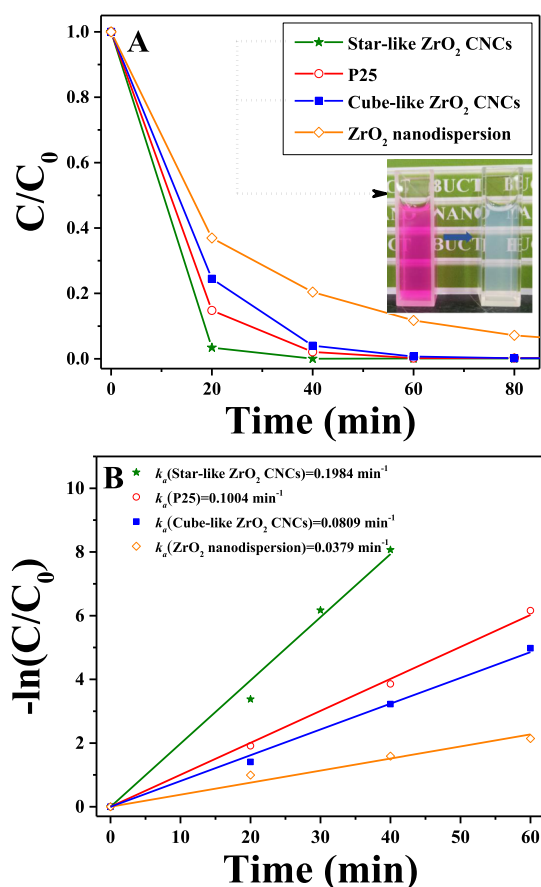 A
Star-like ZrO₂ CNCs
P25
Cube-like ZrO₂ CNCs
ZrO₂ nanodispersion
C/C₀
1.0
0.8
0.6
0.4
0.2
0.0
BUCT
NANO
BUCT
0 20 40 60 80
Time (min)
B
kₐ(Star-like ZrO₂ CNCs)=0.1984 min⁻¹
kₐ(P25)=0.1004 min⁻¹
kₐ(Cube-like ZrO₂ CNCs)=0.0809 min⁻¹
kₐ(ZrO₂ nanodispersion)=0.0379 min⁻¹
-ln(C/C₀)
10
8
6
4
2
0
0 10 20 30 40 50 60
Time (min)